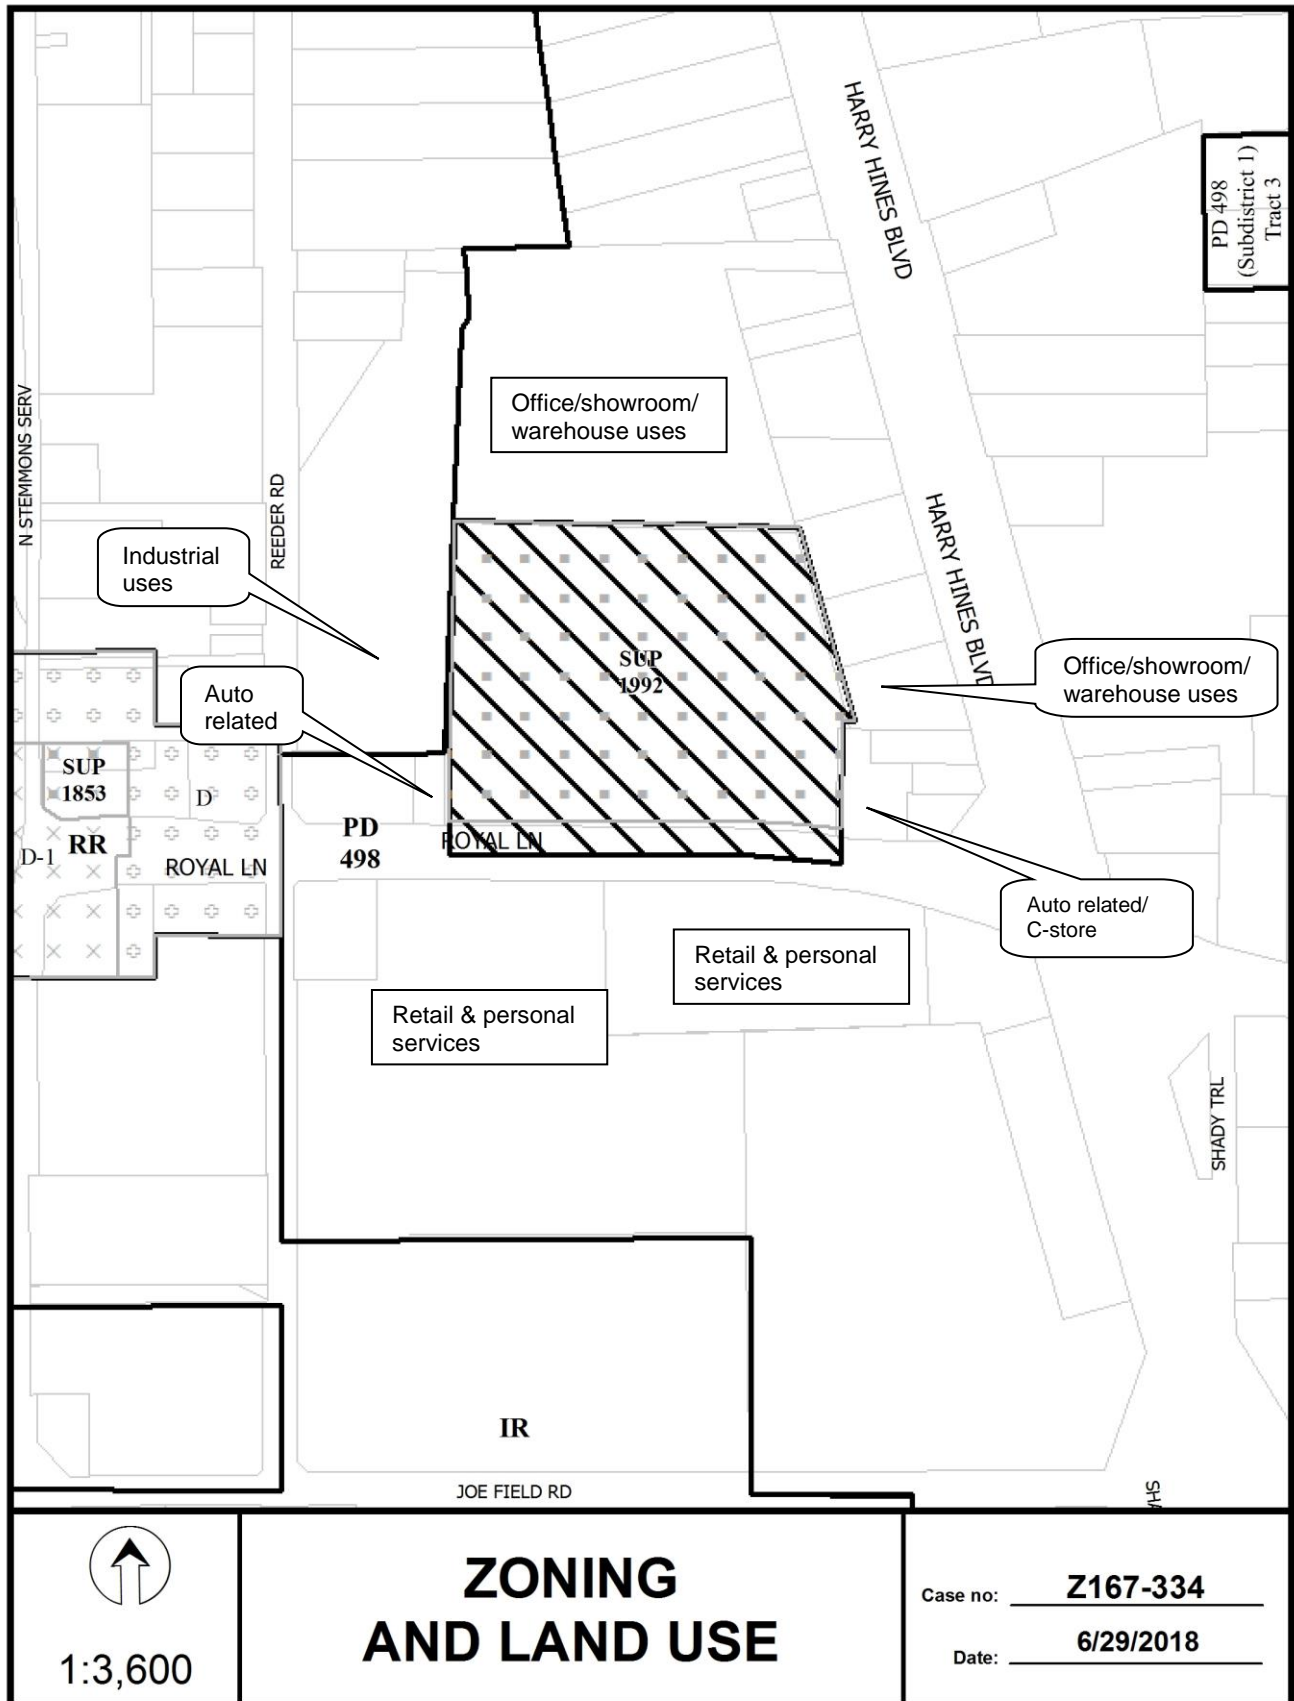 HARRY HINES BLVD
PD 498
(Subdistrict 1)
Tract 3
N STEMMONS SERV
REEDER RD
Office/showroom/
warehouse uses
Industrial
uses
HARRY HINES BLVD
SUP
1992
Office/showroom/
warehouse uses
Auto
related
SUP
1853
D
RR
D-1
ROYAL LN
PD
498
ROYAL LN
Auto related/
C-store
Retail & personal
services
Retail & personal
services
SHADY TRL
IR
JOE FIELD RD
SHA
1:3,600
ZONING
AND LAND USE
Case no: Z167-334
Date: 6/29/2018